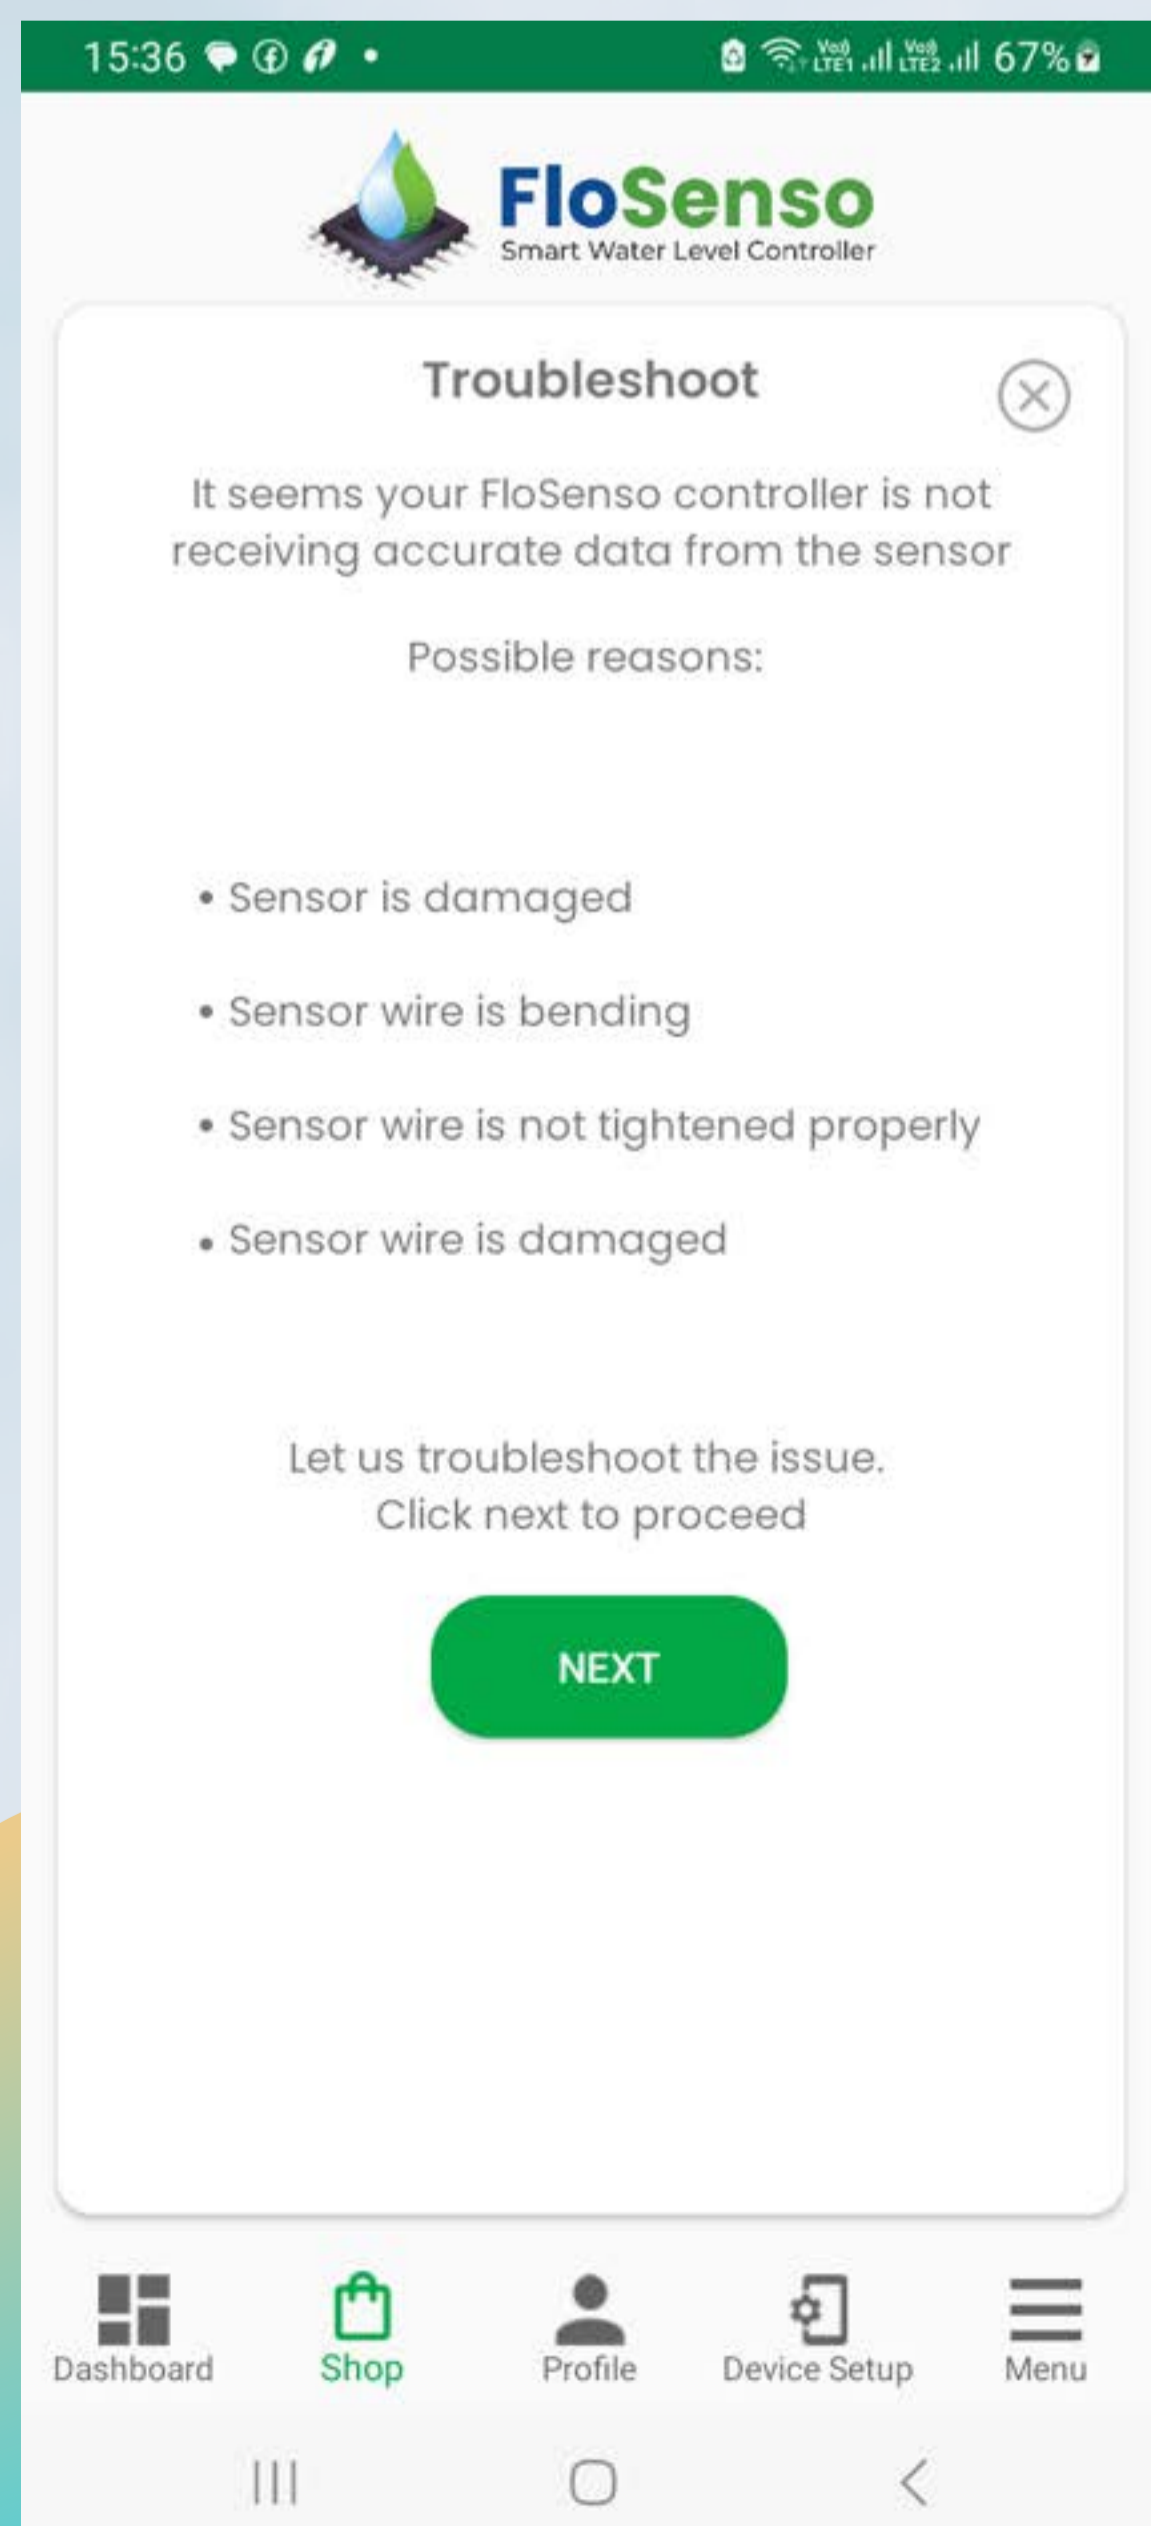 15:36
67%
FloSenso
Smart Water Level Controller
Troubleshoot
It seems your FloSenso controller is not
receiving accurate data from the sensor
Possible reasons:
• Sensor is damaged
• Sensor wire is bending
• Sensor wire is not tightened properly
• Sensor wire is damaged
Let us troubleshoot the issue.
Click next to proceed
NEXT
Dashboard Shop Profile Device Setup Menu